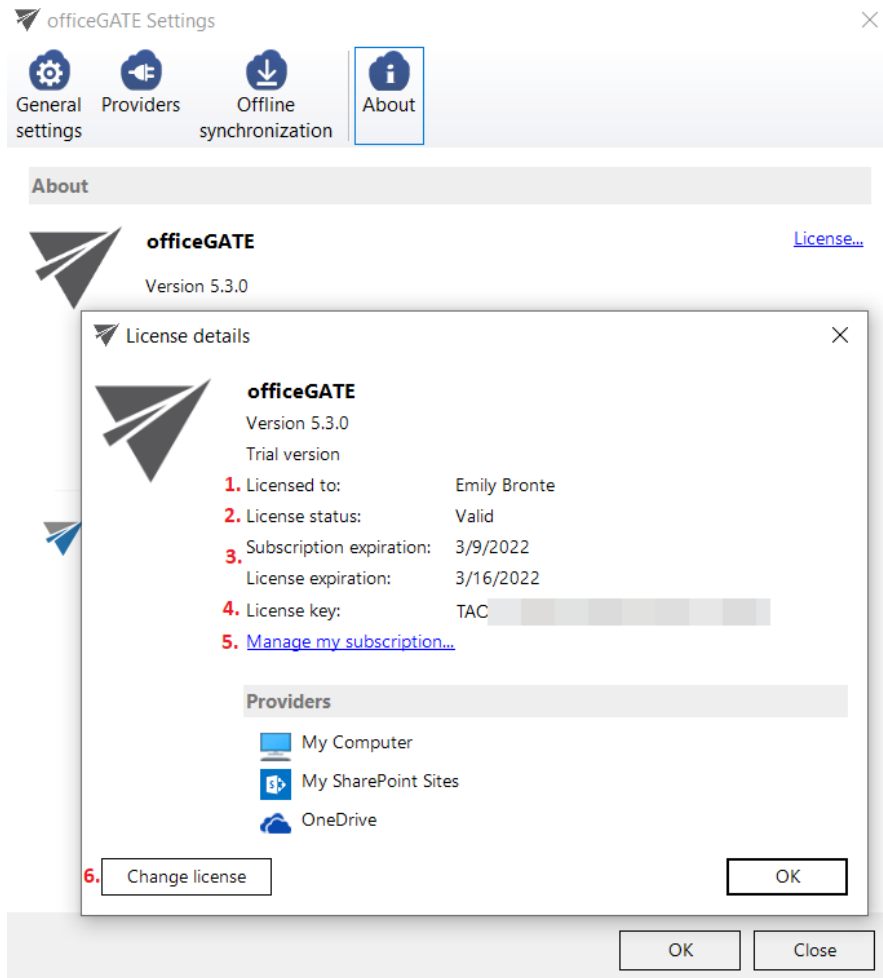 officeGATE Settings
General settings
Providers
Offline synchronization
About
About
officeGATE
License...
Version 5.3.0
License details
officeGATE
Version 5.3.0
Trial version
1. Licensed to: Emily Bronte
2. License status: Valid
3. Subscription expiration: 3/9/2022
License expiration: 3/16/2022
4. License key: TAC
5. Manage my subscription...
Providers
My Computer
My SharePoint Sites
OneDrive
6. Change license
OK
OK
Close